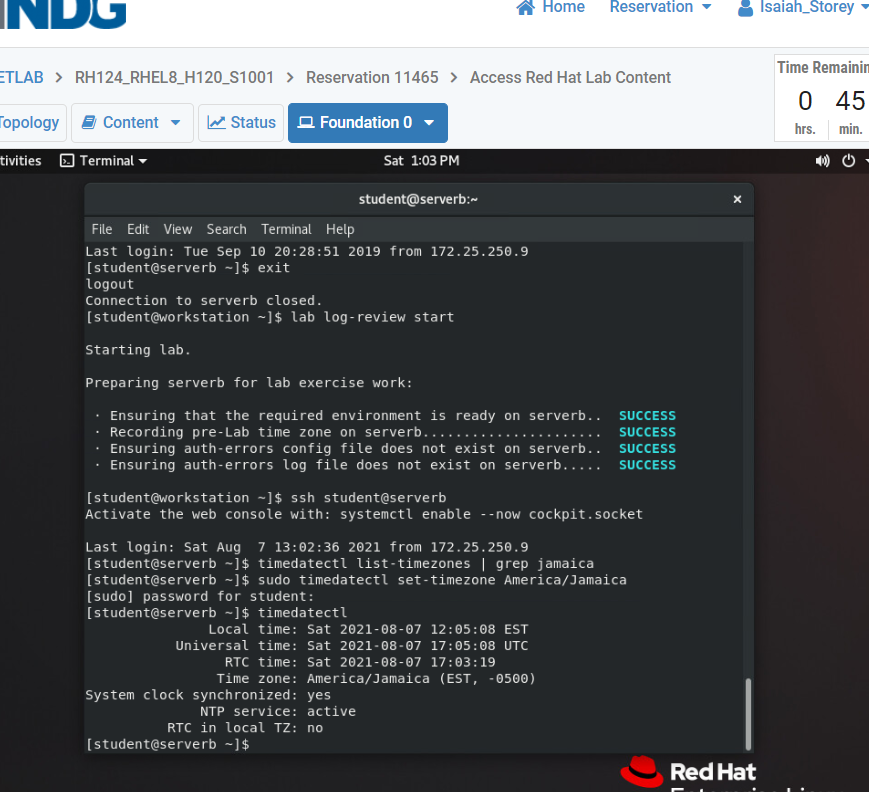 NDG
Home Reservation Isaiah_Storey
ETLAB > RH124_RHEL8_H120_S1001 > Reservation 11465 > Access Red Hat Lab Content
Time Remainin
0 45
hrs. min.
Topology Content Status Foundation 0
tivities Terminal Sat 1:03 PM
student@serverb:~ ×
File Edit View Search Terminal Help
Last login: Tue Sep 10 20:28:51 2019 from 172.25.250.9
[student@serverb ~]$ exit
logout
Connection to serverb closed.
[student@workstation ~]$ lab log-review start
Starting lab.
Preparing serverb for lab exercise work:
· Ensuring that the required environment is ready on serverb.. SUCCESS
· Recording pre-Lab time zone on serverb...................... SUCCESS
· Ensuring auth-errors config file does not exist on serverb.. SUCCESS
· Ensuring auth-errors log file does not exist on serverb..... SUCCESS
[student@workstation ~]$ ssh student@serverb
Activate the web console with: systemctl enable --now cockpit.socket
Last login: Sat Aug  7 13:02:36 2021 from 172.25.250.9
[student@serverb ~]$ timedatectl list-timezones | grep jamaica
[student@serverb ~]$ sudo timedatectl set-timezone America/Jamaica
[sudo] password for student:
[student@serverb ~]$ timedatectl
Local time: Sat 2021-08-07 12:05:08 EST
Universal time: Sat 2021-08-07 17:05:08 UTC
RTC time: Sat 2021-08-07 17:03:19
Time zone: America/Jamaica (EST, -0500)
System clock synchronized: yes
NTP service: active
RTC in local TZ: no
[student@serverb ~]$
Red Hat